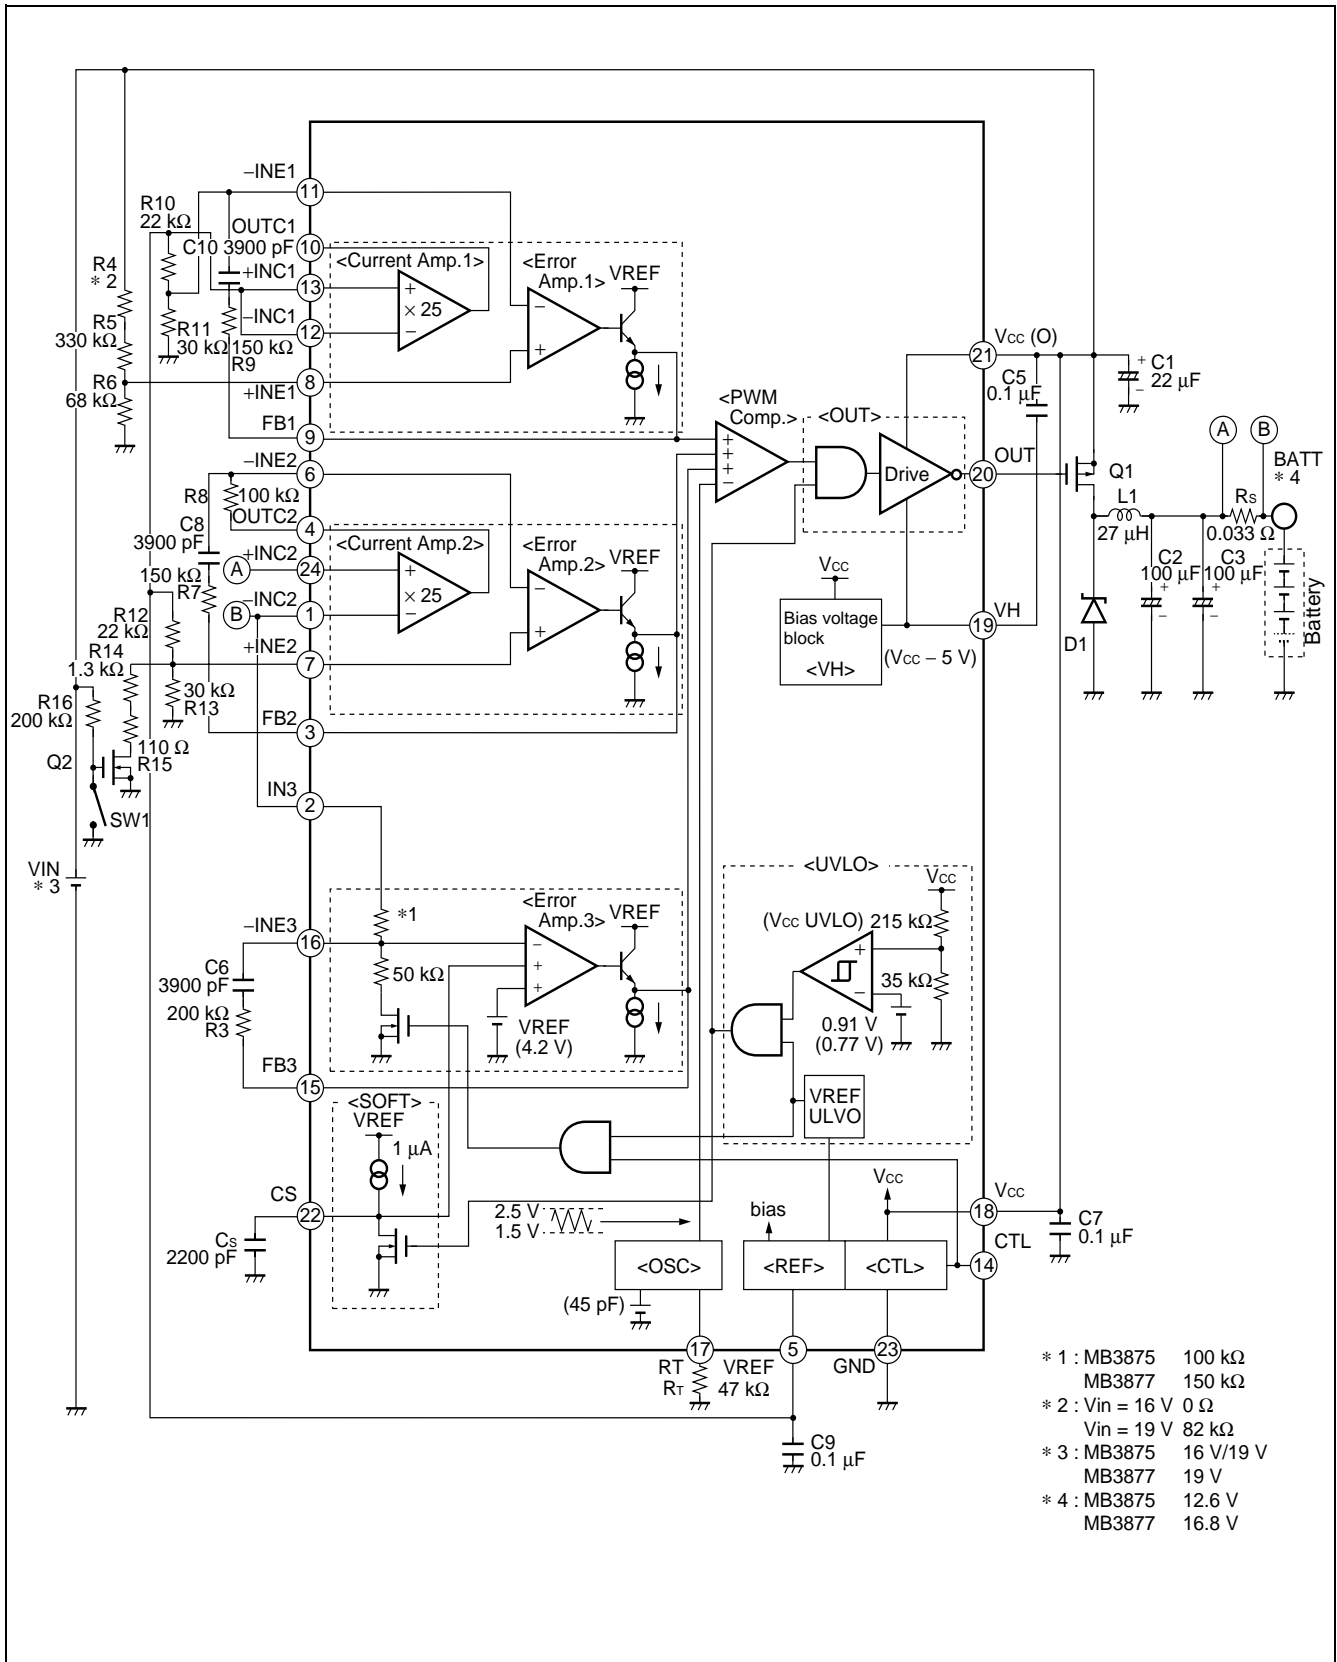 −INE1
11
R10
22 kΩ
OUTC1
C10 3900 pF
10
<Current Amp.1>
<Error
Amp.1>
VREF
R4
* 2
+INC1
13
+
× 25
−
−INC1
12
−
+
R5
330 kΩ
R11
30 kΩ
150 kΩ
R9
R6
68 kΩ
8
+INE1
FB1
9
21
VCC (O)
C5
0.1 µF
+
C1
22 µF
−
<PWM
Comp.>
+
+
+
−
<OUT>
Drive
OUT
20
Q1
A
B
BATT
* 4
L1
27 µH
RS
0.033 Ω
C2
100 µF
+
−
C3
100 µF
+
−
Battery
D1
−INE2
6
R8
100 kΩ
OUTC2
4
C8
3900 pF
<Current Amp.2>
<Error
Amp.2>
VREF
A
+INC2
24
+
× 25
−
150 kΩ
R7
B
−INC2
1
−
+
R12
22 kΩ
+INE2
7
R14
1.3 kΩ
30 kΩ
R13
R16
200 kΩ
FB2
3
110 Ω
R15
Q2
SW1
VCC
Bias voltage
block
<VH>
VH
19
(VCC − 5 V)
IN3
2
VIN
* 3
*1
<Error
Amp.3>
VREF
−INE3
16
50 kΩ
−
+
+
C6
3900 pF
200 kΩ
R3
VREF
(4.2 V)
FB3
15
<UVLO>
VCC
(VCC UVLO)
215 kΩ
+
−
35 kΩ
0.91 V
(0.77 V)
VREF
ULVO
<SOFT>
VREF
1 µA
CS
22
CS
2200 pF
2.5 V
1.5 V
bias
VCC
VCC
18
C7
0.1 µF
CTL
14
<OSC>
<REF>
<CTL>
(45 pF)
17
5
23
RT
VREF
GND
RT
47 kΩ
C9
0.1 µF
* 1 : MB3875 100 kΩ
MB3877 150 kΩ
* 2 : Vin = 16 V 0 Ω
Vin = 19 V 82 kΩ
* 3 : MB3875 16 V/19 V
MB3877 19 V
* 4 : MB3875 12.6 V
MB3877 16.8 V